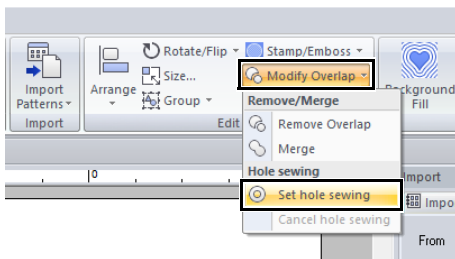 Rotate/Flip
Stamp/Emboss
Size...
Modify Overlap
Import
Patterns
Arrange
Group
Background
Fill
Import
Edit
Remove/Merge
Remove Overlap
Merge
Hole sewing
Set hole sewing
Cancel hole sewing
0
Import
Impo
From